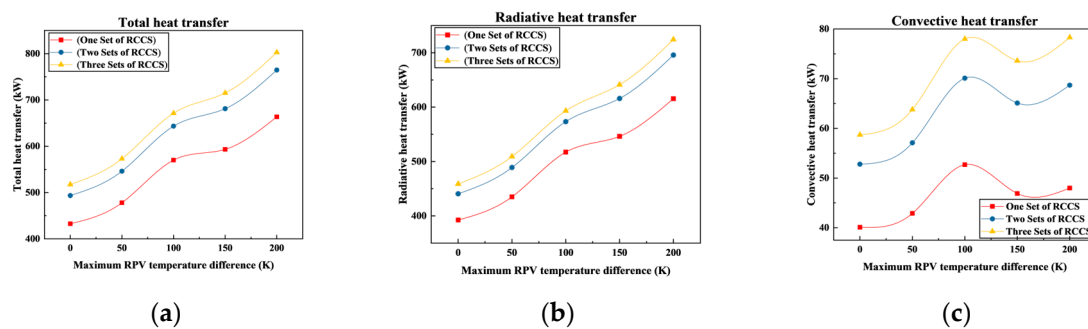 Total heat transfer
(One Set of RCCS)
(Two Sets of RCCS)
(Three Sets of RCCS)
Total heat transfer (kW)
800
700
600
500
400
0 50 100 150 200
Maximum RPV temperature difference (K)
(a)
Radiative heat transfer
(One Set of RCCS)
(Two Sets of RCCS)
(Three Sets of RCCS)
Radiative heat transfer (kW)
700
600
500
400
0 50 100 150 200
Maximum RPV temperature difference (K)
(b)
Convective heat transfer
Convective heat transfer (kW)
80
70
60
50
40
(One Set of RCCS
(Two Sets of RCCS
(Three Sets of RCCS
0 50 100 150 200
Maximum RPV temperature difference (K)
(c)